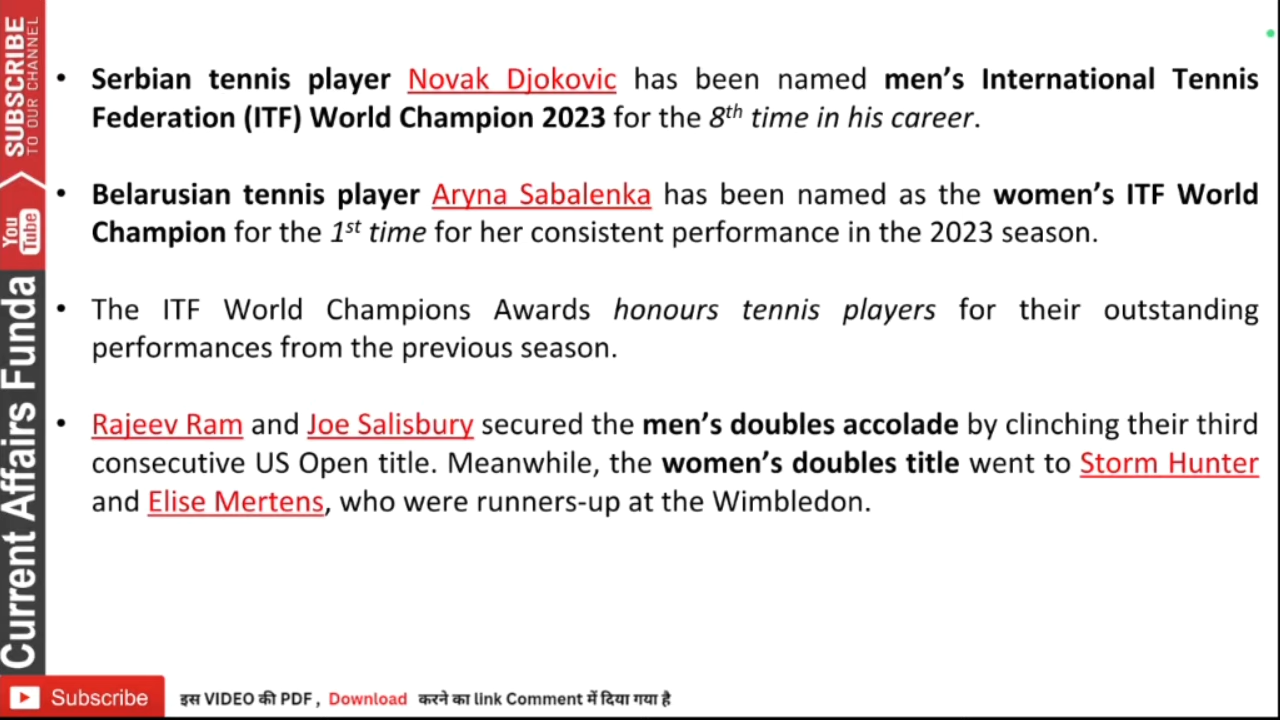 SUBSCRIBE
TO OUR CHANNEL
You
Tube
Current Affairs Funda
• Serbian tennis player Novak Djokovic has been named men’s International Tennis
Federation (ITF) World Champion 2023 for the 8th time in his career.
• Belarusian tennis player Aryna Sabalenka has been named as the women’s ITF World
Champion for the 1st time for her consistent performance in the 2023 season.
• The ITF World Champions Awards honours tennis players for their outstanding
performances from the previous season.
• Rajeev Ram and Joe Salisbury secured the men’s doubles accolade by clinching their third
consecutive US Open title. Meanwhile, the women’s doubles title went to Storm Hunter
and Elise Mertens, who were runners-up at the Wimbledon.
Subscribe
इस VIDEO की PDF , Download करने का link Comment में दिया गया है